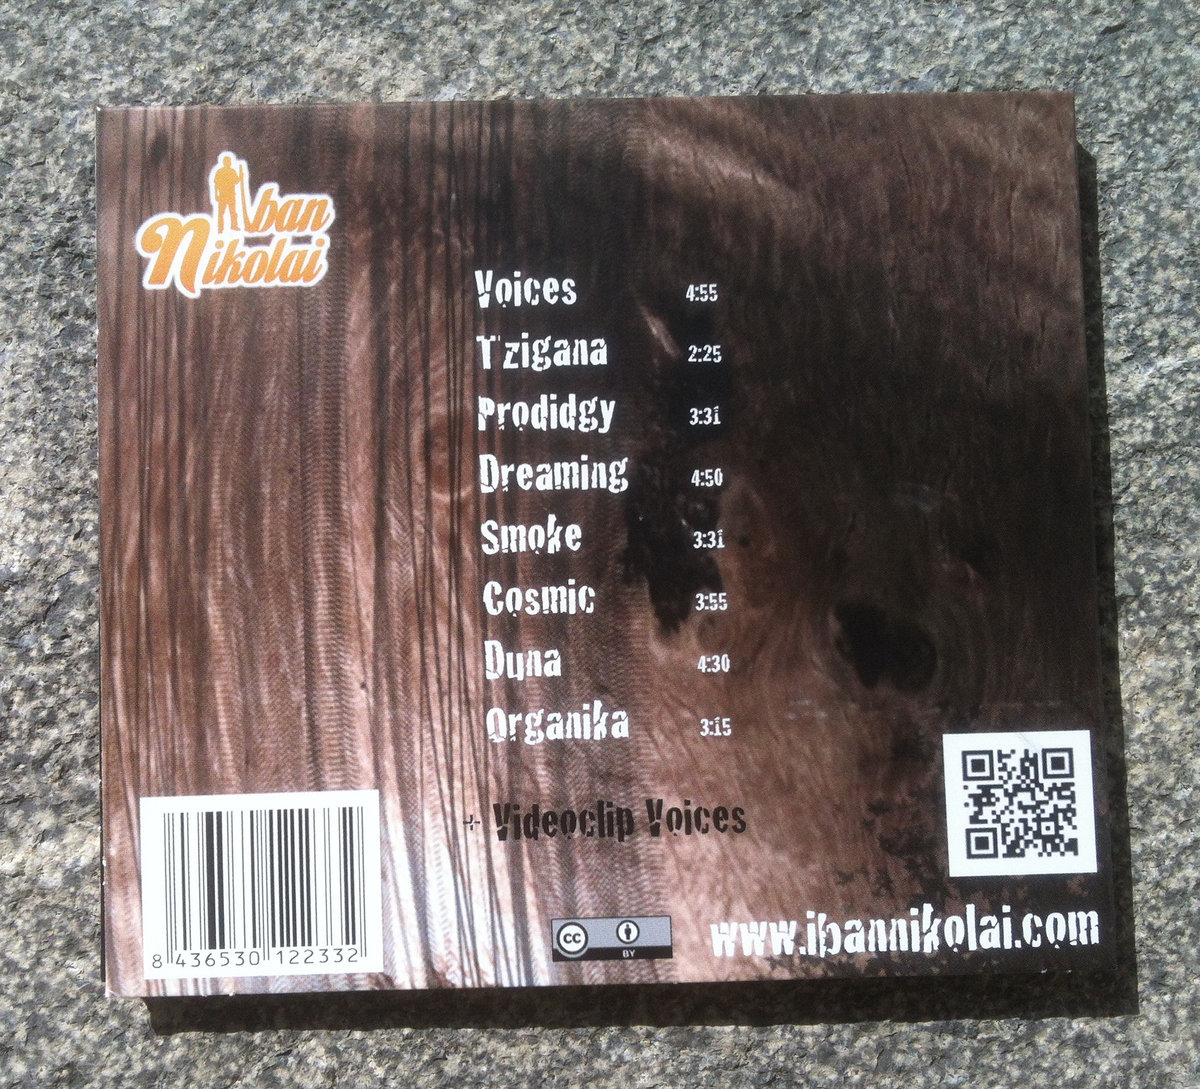 Iban
Nikolai
Voices 4:55
T'zigana 2:25
Prodidgy 3:31
Dreaming 4:50
Smoke 3:31
Cosmic 3:55
Duna 4:30
Organika 3:15
+ Videoclip Voices
cc BY
www.ibannikolai.com
8 436530 122332